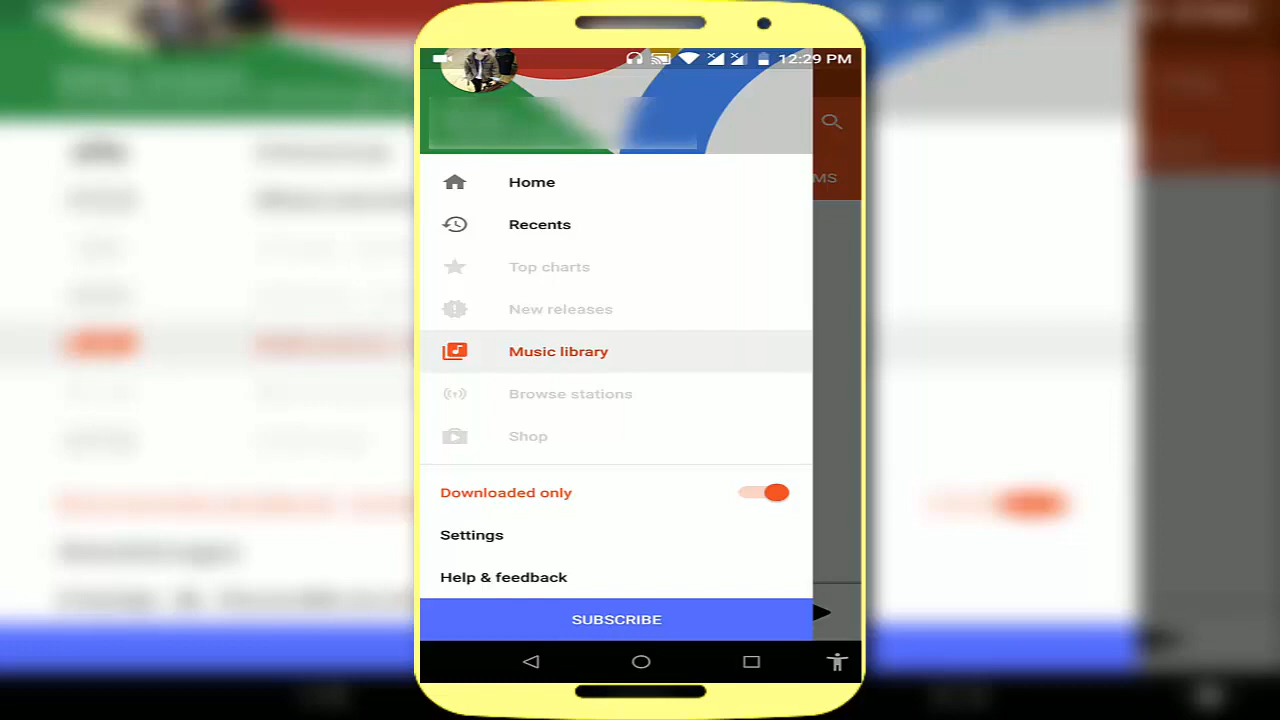 12:29 PM
MS
Home
Recents
Top charts
New releases
Music library
Browse stations
Shop
Downloaded only
Settings
Help & feedback
SUBSCRIBE